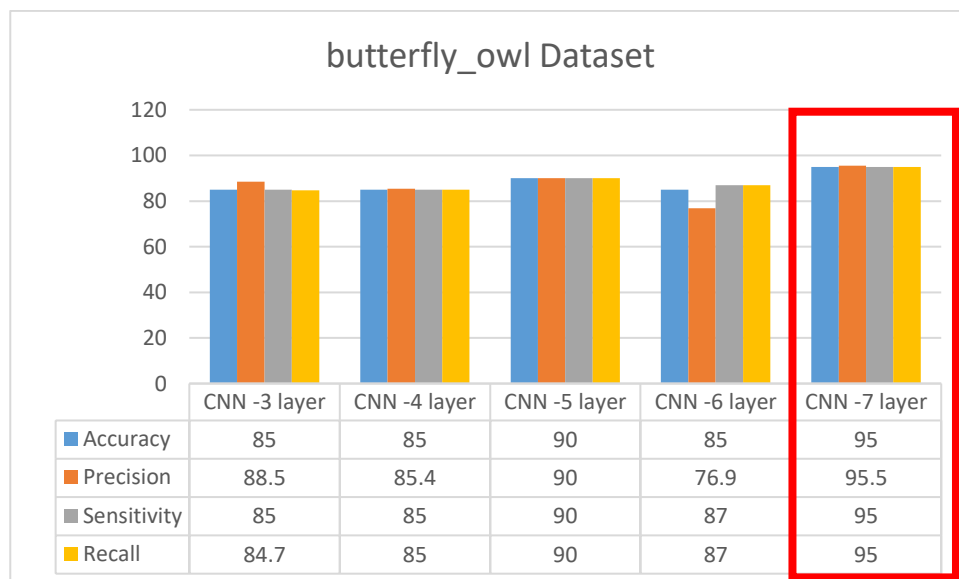 butterfly_owl Dataset
120
100
80
60
40
20
0
CNN -3 layer CNN -4 layer CNN -5 layer CNN -6 layer CNN -7 layer
Accuracy 85 85 90 85 95
Precision 88.5 85.4 90 76.9 95.5
Sensitivity 85 85 90 87 95
Recall 84.7 85 90 87 95